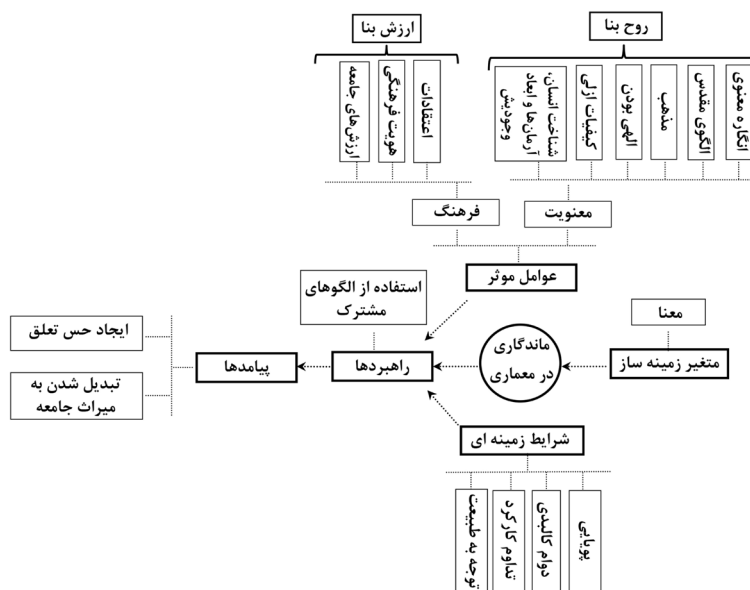 روح بنا
ارزش بنا
انگاره معنوی
الگوی مقدس
مذهب
الهی بودن
کیفیات ازلی
شناخت انسان،
آرمان‌ها و ابعاد
وجودیش
اعتقادات
هویت فرهنگی
ارزش‌های جامعه
معنویت
فرهنگ
عوامل موثر
استفاده از الگوهای
مشترک
معنا
متغیر زمینه ساز
ماندگاری
در معماری
راهبردها
پیامدها
ایجاد حس تعلق
تبدیل شدن به
میراث جامعه
شرایط زمینه ای
پویایی
دوام کالبدی
تداوم کارکرد
توجه به طبیعت